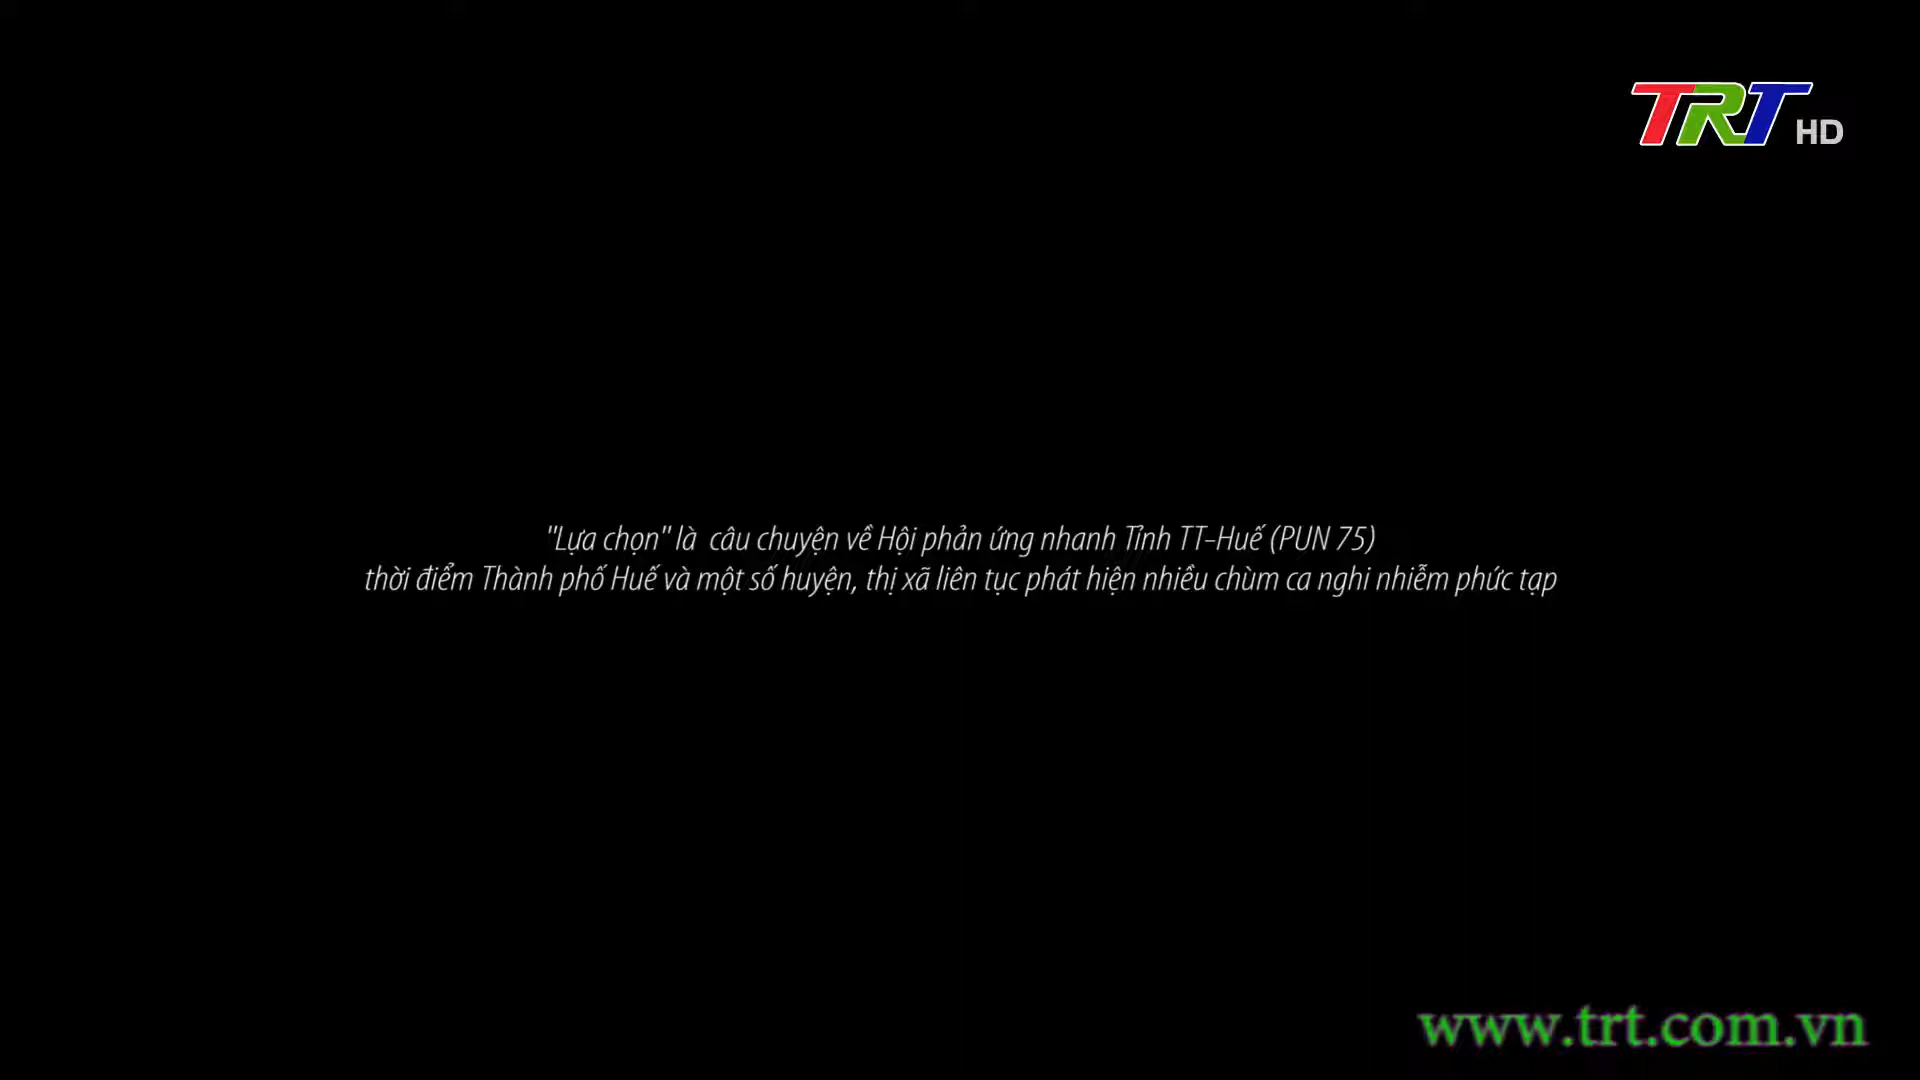 TRT HD
"Lựa chọn" là  câu chuyện về Hội phản ứng nhanh Tỉnh TT-Huế (PUN 75)
thời điểm Thành phố Huế và một số huyện, thị xã liên tục phát hiện nhiều chùm ca nghi nhiễm phức tạp
www.trt.com.vn